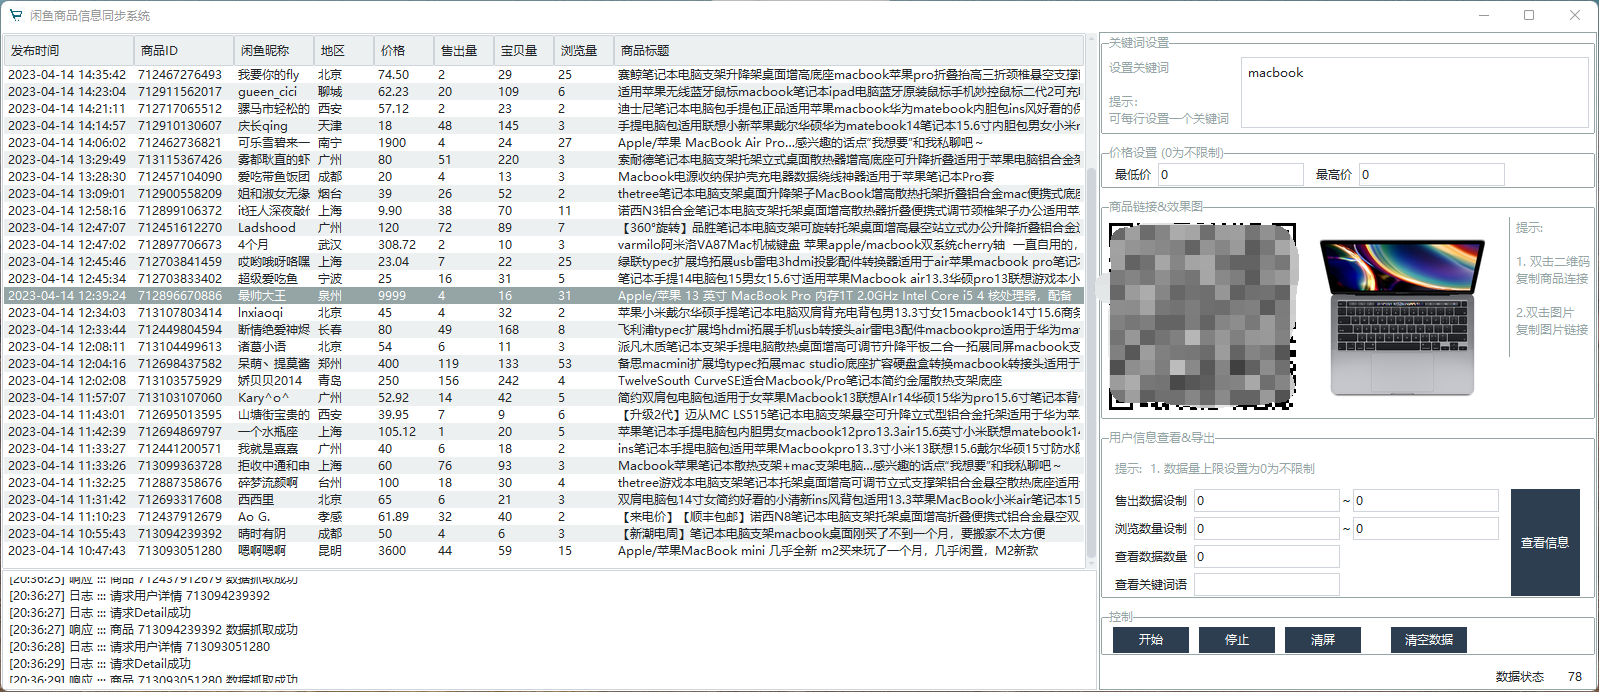 闲鱼商品信息同步系统
发布时间 商品ID 闲鱼昵称 地区 价格 售出量 宝贝量 浏览量 商品标题
2023-04-14 14:35:42 712467276493 我要你的fly 北京 74.50 2 29 25 赛鲸笔记本电脑支架升降架桌面增高底座macbook苹果pro折叠抬高三折颈椎悬空支撑
2023-04-14 14:23:04 712911562017 gueen_cici 聊城 62.23 20 109 6 适用苹果无线蓝牙鼠标macbook笔记本ipad电脑蓝牙原装鼠标手机妙控鼠标二代2可充
2023-04-14 14:21:11 712717065512 骡马市轻松的 西安 57.12 2 23 2 迪士尼笔记本电脑包手提包正品适用苹果macbook华为matebook内胆包ins风好看的
2023-04-14 14:14:57 712910130607 庆长qing 天津 18 48 145 3 手提电脑包适用联想小新苹果戴尔华硕华为matebook14笔记本15.6寸内胆包男女小米
2023-04-14 14:06:02 712462736821 可乐雪碧来一 南宁 1900 4 24 27 Apple/苹果 MacBook Air Pro...感兴趣的话点“我想要”和我私聊吧～
2023-04-14 13:29:49 713115367426 雾都耿直的虾 广州 80 51 220 3 索耐德笔记本电脑支架托架立式桌面散热器增高底座可升降折叠适用于苹果电脑铝合金架
2023-04-14 13:28:30 712457104090 爱吃带鱼饭团 成都 20 4 13 3 Macbook电源收纳保护壳充电器数据绕线神器适用于苹果笔记本Pro套
2023-04-14 13:09:01 712900558209 姐和淑女无缘 烟台 39 26 52 2 thetree笔记本电脑支架桌面升降架子MacBook增高散热托架折叠铝合金mac便携式底座
2023-04-14 12:58:16 712899106372 it狂人深夜敲 上海 9.90 38 70 11 诺西N3铝合金笔记本电脑支架托架桌面增高散热器折叠便携式调节颈椎架子办公适用苹
2023-04-14 12:47:07 712451612270 Ladshood 广州 120 72 89 7 【360°旋转】品胜笔记本电脑支架可旋转托架桌面增高悬空站立式办公升降折叠铝合金
2023-04-14 12:47:02 712897706673 4个月 武汉 308.72 2 10 3 varmilo阿米洛VA87Mac机械键盘 苹果apple/macbook双系统cherry轴 一直自用的，
2023-04-14 12:45:46 712703841459 哎哟哦呀咯嘿 上海 23.04 7 22 25 绿联typec扩展坞拓展usb雷电3hdmi投影配件转换器适用于air苹果macbook pro笔记
2023-04-14 12:45:34 712703833402 超级爱吃鱼 宁波 25 16 31 5 笔记本手提14电脑包15男女15.6寸适用苹果Macbook air13.3华硕pro13联想游戏本小
2023-04-14 12:39:24 712896670886 最帅大王 泉州 9999 4 16 31 Apple/苹果 13 英寸 MacBook Pro 内存1T 2.0GHz Intel Core i5 4 核处理器，配备
2023-04-14 12:34:03 713107803414 lnxiaoqi 北京 45 4 32 2 苹果小米戴尔华硕手提笔记本电脑双肩背充电背包男13.3寸女15macbook14寸15.6商
2023-04-14 12:33:44 712449804594 断情绝爱神烬 长春 80 49 168 8 飞利浦typec扩展坞hdmi拓展手机usb转接头air雷电3配件macbookpro适用于华为ma
2023-04-14 12:08:11 713104499613 诸葛小语 北京 54 6 11 3 派凡木质笔记本支架手提电脑散热桌面增高可调节升降平板二合一拓展同屏macbook支
2023-04-14 12:04:16 712698437582 呆萌丶提莫酱 郑州 400 119 133 53 备思macmini扩展坞typec拓展mac studio底座扩容硬盘盒转换macbook转接头适用于
2023-04-14 12:02:08 713103575929 娇贝贝2014 青岛 250 156 242 4 TwelveSouth CurveSE适合Macbook/Pro笔记本简约金属散热支架底座
2023-04-14 11:57:07 713103107060 Kary^o^ 广州 52.92 14 42 5 简约双肩包电脑包适用于女苹果Macbook13联想AIr14华硕15华为pro15.6寸笔记本背
2023-04-14 11:43:01 712695013595 山塘街宝贵的 西安 39.95 7 9 6 【升级2代】迈从MC LS515笔记本电脑支架悬空可升降立式型铝合金托架适用于华为苹
2023-04-14 11:42:39 712694869797 一个水瓶座 上海 105.12 1 20 5 苹果笔记本手提电脑包内胆男女macbook12pro13.3air15.6英寸小米联想matebook14
2023-04-14 11:33:27 712441200571 我就是嘉嘉 广州 40 6 18 2 ins笔记本手提电脑包适用苹果Macbookpro13.3寸小米13联想15.6戴尔华硕15寸防水
2023-04-14 11:33:26 713099363728 拒收中通和申 上海 60 76 93 3 Macbook苹果笔记本散热支架+mac支架电脑...感兴趣的话点“我想要”和我私聊吧～
2023-04-14 11:32:25 712887358676 碎梦流颜啊 台州 100 18 30 4 thetree游戏本电脑支架笔记本托架桌面增高可调节立式支撑架铝合金悬空散热底座适用
2023-04-14 11:31:42 712693317608 西西里 北京 65 6 21 3 双肩电脑包14寸女简约好看的小清新ins风背包适用13.3苹果MacBook小米air笔记本15
2023-04-14 11:10:23 712437912679 Ao G. 孝感 61.89 32 40 2 【来电价】【顺丰包邮】诺西N8笔记本电脑支架托架桌面增高折叠便携式铝合金悬空双
2023-04-14 10:55:43 713094239392 晴时有阴 成都 50 4 6 3 【新潮电周】笔记本电脑支架macbook桌面刚买了不到一个月，要搬家不太方便
2023-04-14 10:47:43 713093051280 嗯啊嗯啊 昆明 3600 44 59 15 Apple/苹果MacBook mini 几乎全新 m2买来玩了一个月，几乎闲置，M2新款
[20:36:25] 响应 ::: 商品 712437912679 数据抓取成功
[20:36:27] 日志 ::: 请求用户详情 713094239392
[20:36:27] 日志 ::: 请求Detail成功
[20:36:27] 响应 ::: 商品 713094239392 数据抓取成功
[20:36:28] 日志 ::: 请求用户详情 713093051280
[20:36:29] 日志 ::: 请求Detail成功
[20:36:29] 响应 ::: 商品 713093051280 数据抓取成功
关键词设置
设置关键词 macbook
提示：
可每行设置一个关键词
价格设置 (0为不限制)
最低价 0 最高价 0
商品链接&效果图
提示:
1. 双击二维码
复制商品连接
2.双击图片
复制图片链接
用户信息查看&导出
提示: 1. 数据量上限设置为0为不限制
售出数据设制 0 ~ 0
浏览数量设制 0 ~ 0
查看数据数量 0
查看关键词语
查看信息
控制
开始 停止 清屏 清空数据
数据状态 78